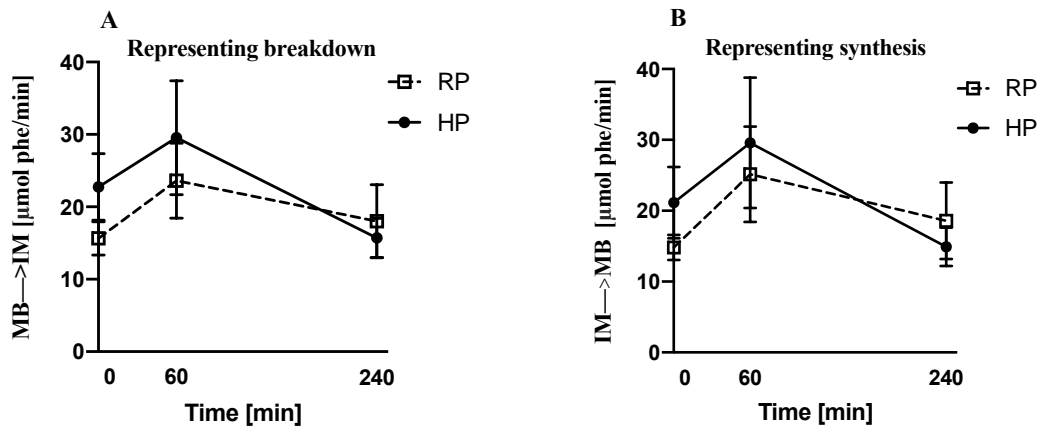 A
Representing breakdown
40
30
20
10
0
MB—>IM [µmol phe/min]
RP
HP
0 60 240
Time [min]
B
Representing synthesis
40
30
20
10
0
IM—>MB [µmol phe/min]
RP
HP
0 60 240
Time [min]